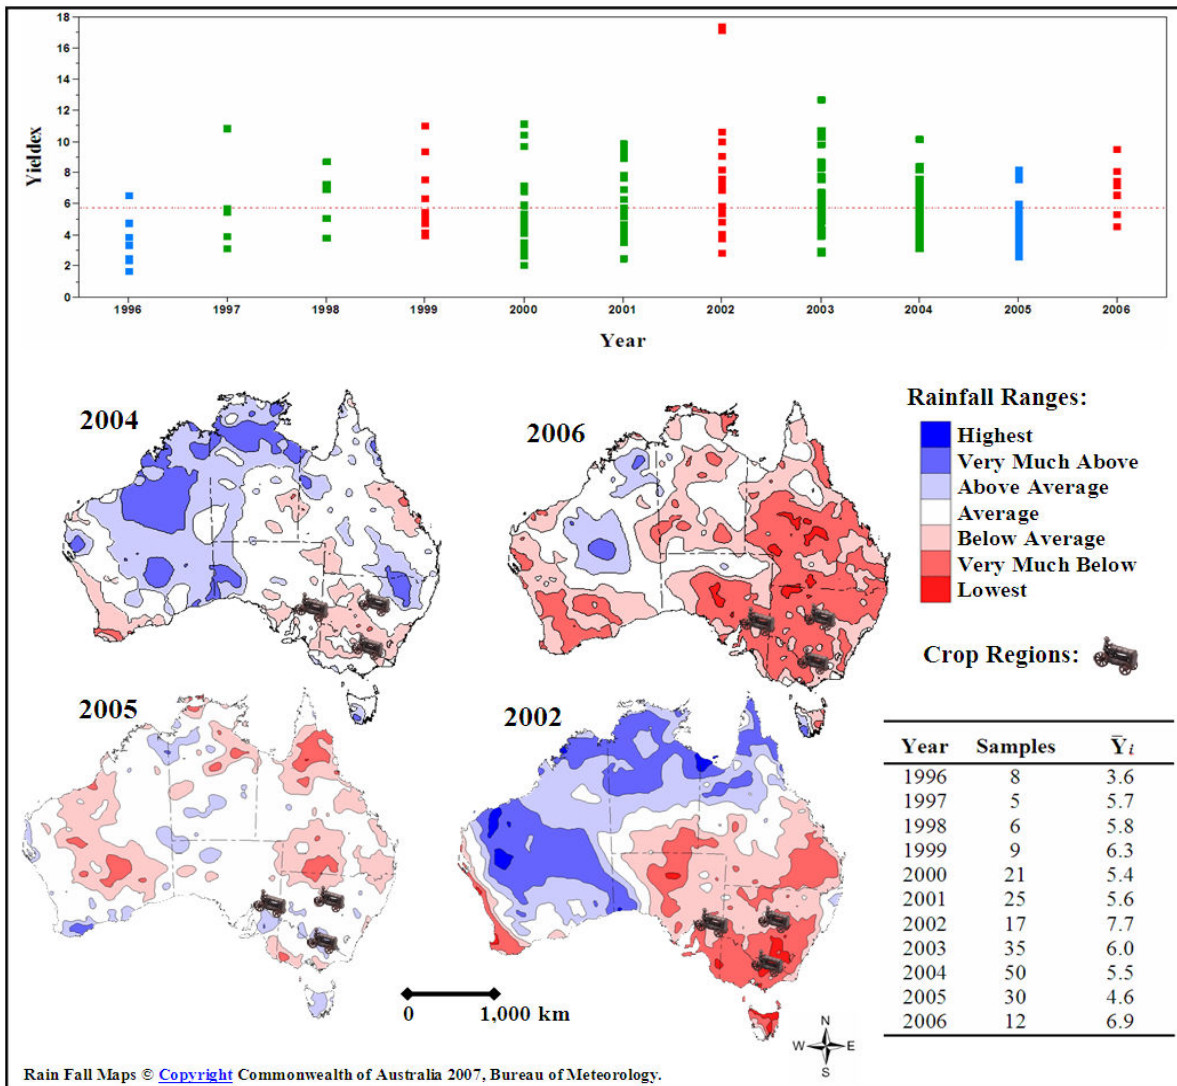 18
16
14
12
10
8
6
4
2
0
Yieldex
1996 1997 1998 1999 2000 2001 2002 2003 2004 2005 2006
Year
2004
2006
Rainfall Ranges:
Highest
Very Much Above
Above Average
Average
Below Average
Very Much Below
Lowest
Crop Regions:
2005
2002
Year Samples Ȳi
1996 8 3.6
1997 5 5.7
1998 6 5.8
1999 9 6.3
2000 21 5.4
2001 25 5.6
2002 17 7.7
2003 35 6.0
2004 50 5.5
2005 30 4.6
2006 12 6.9
0 1,000 km
N
W E
S
Rain Fall Maps © Copyright Commonwealth of Australia 2007, Bureau of Meteorology.